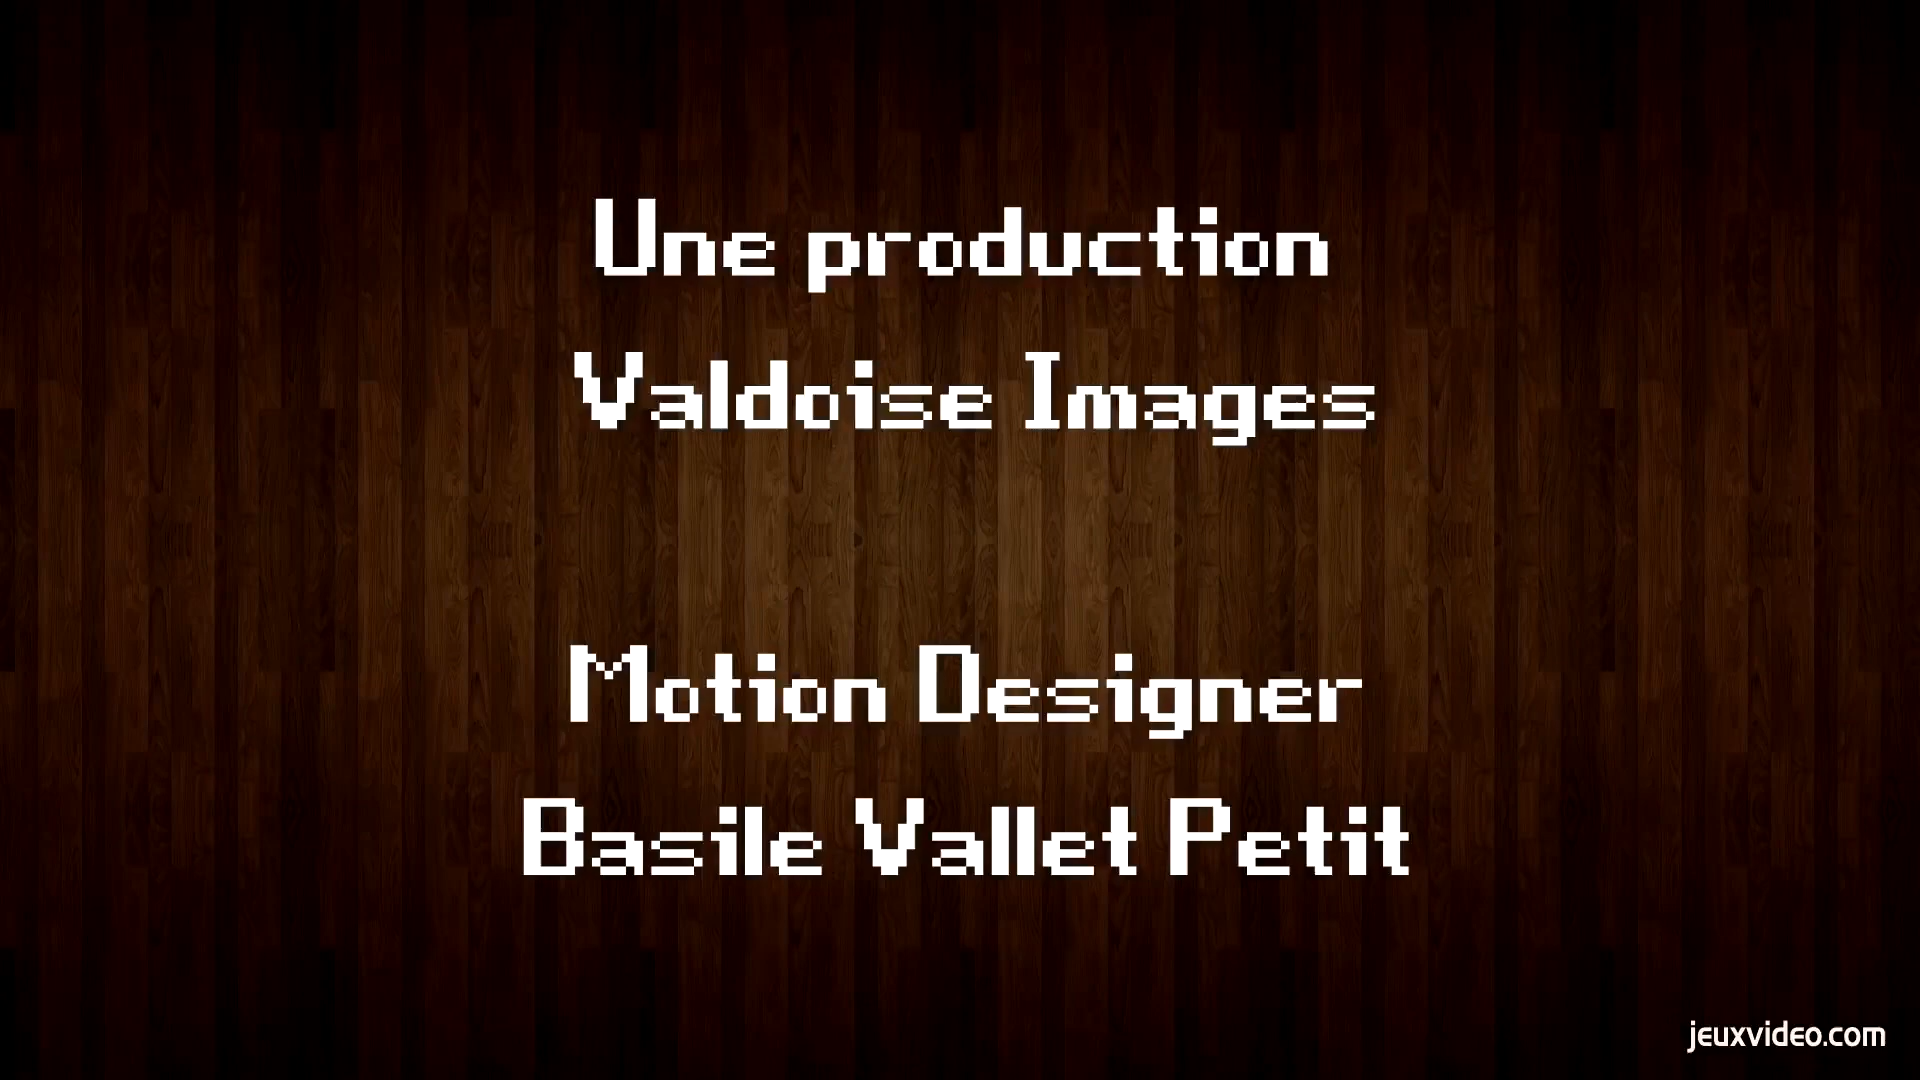 Une production
Valdoise Images
Motion Designer
Basile Vallet Petit
jeuxvideo.com